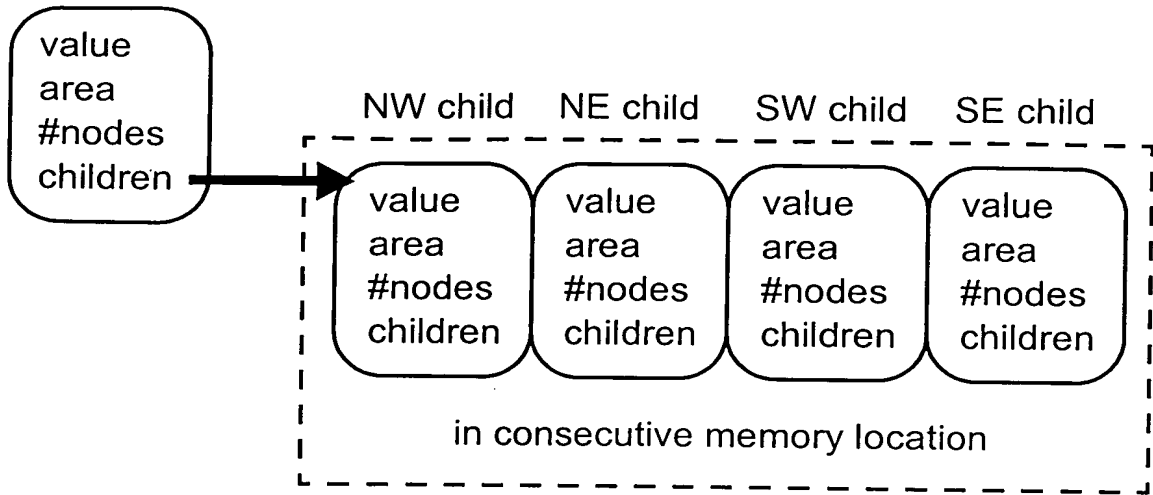 value
area
#nodes
children
NW child NE child SW child SE child
value value value value
area area area area
#nodes #nodes #nodes #nodes
children children children children
in consecutive memory location